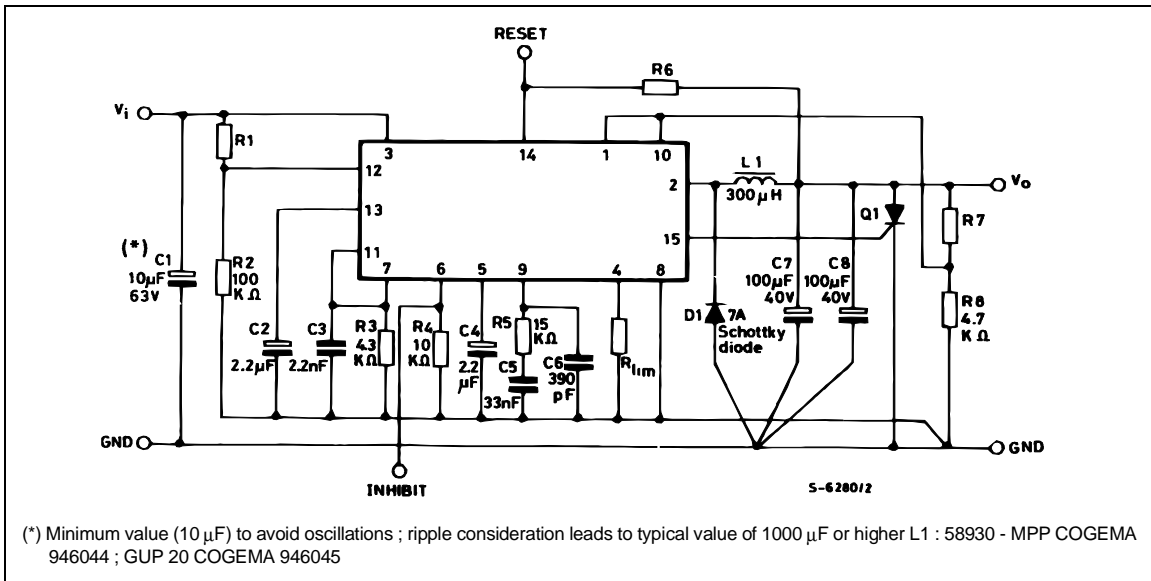 RESET
R6
Vi
R1
3
14
1
10
12
2
L1
300µH
Vo
13
Q1
R7
15
11
(*)
C1
10µF
63V
R2
100
KΩ
7
6
5
9
4
8
C7
100µF
40V
C8
100µF
40V
R8
4.7
KΩ
D1
7A
Schottky
diode
C2
2.2µF
C3
2.2nF
R3
4.3
KΩ
R4
10
KΩ
C4
2.2
µF
R5
15
KΩ
C5
33nF
C6
390
pF
Rlim
GND
GND
INHIBIT
S-6280/2
(*) Minimum value (10 µF) to avoid oscillations ; ripple consideration leads to typical value of 1000 µF or higher L1 : 58930 - MPP COGEMA
946044 ; GUP 20 COGEMA 946045